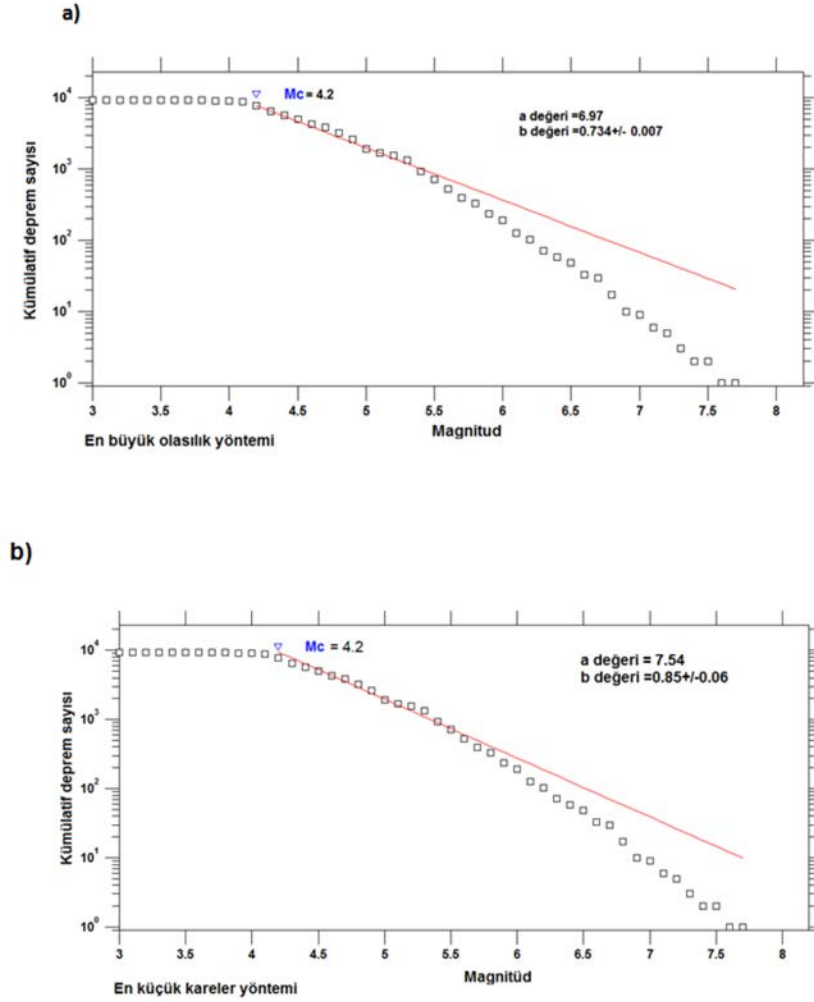 a)
Mc = 4.2
a değeri =6.97
b değeri =0.734+/- 0.007
Kümülatif deprem sayısı
10⁴
10³
10²
10¹
10⁰
3 3.5 4 4.5 5 5.5 6 6.5 7 7.5 8
Magnitud
En büyük olasılık yöntemi
b)
Mc = 4.2
a değeri = 7.54
b değeri =0.85+/-0.06
Kümülatif deprem sayısı
10⁴
10³
10²
10¹
10⁰
3 3.5 4 4.5 5 5.5 6 6.5 7 7.5 8
Magnitüd
En küçük kareler yöntemi